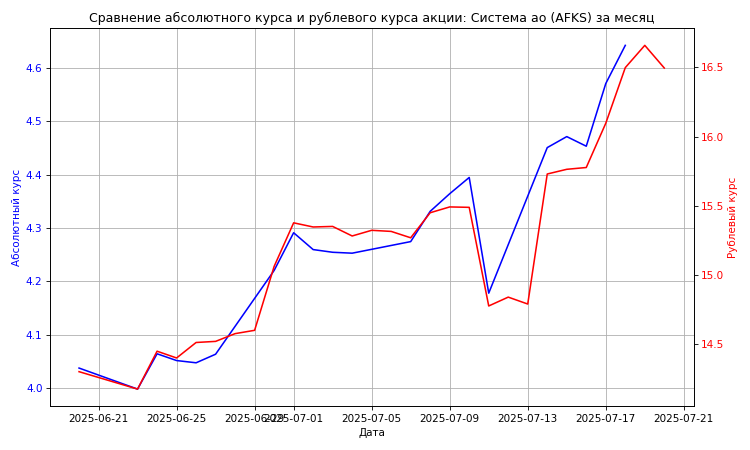 Сравнение абсолютного курса и рублевого курса акции: Система ао (AFKS) за месяц
Абсолютный курс
4.6
4.5
4.4
4.3
4.2
4.1
4.0
16.5
16.0
15.5
15.0
14.5
Рублевый курс
2025-06-21 2025-06-25 2025-06-29 2025-07-01 2025-07-05 2025-07-09 2025-07-13 2025-07-17 2025-07-21
Дата